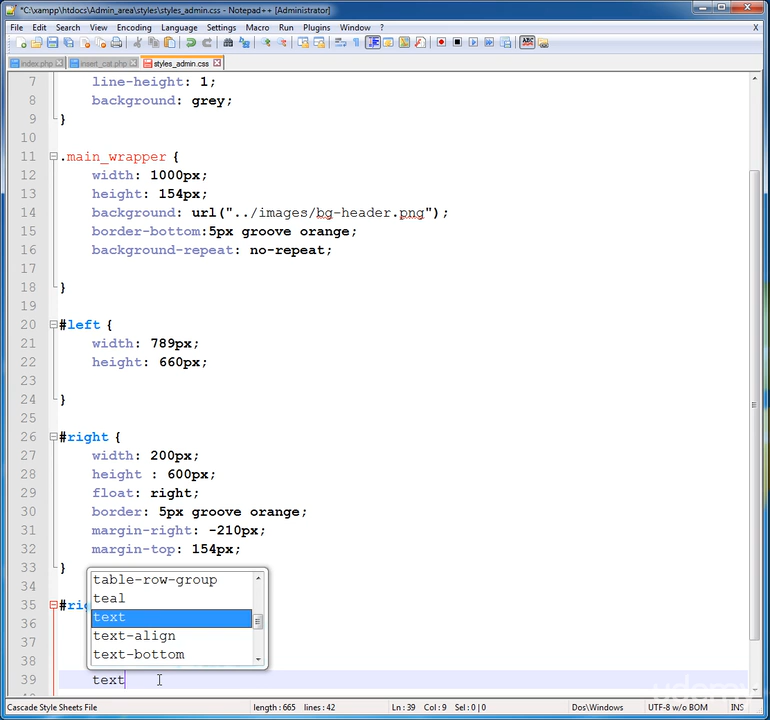 *C:\xampp\htdocs\Admin_area\styles\styles_admin.css - Notepad++ [Administrator]
File Edit Search View Encoding Language Settings Macro Run Plugins Window ? X
index.php insert_cat.php styles_admin.css
7 line-height: 1;
8 background: grey;
9 }
10
11 .main_wrapper {
12 width: 1000px;
13 height: 154px;
14 background: url("../images/bg-header.png");
15 border-bottom:5px groove orange;
16 background-repeat: no-repeat;
17
18 }
19
20 #left {
21 width: 789px;
22 height: 660px;
23
24 }
25
26 #right {
27 width: 200px;
28 height : 600px;
29 float: right;
30 border: 5px groove orange;
31 margin-right: -210px;
32 margin-top: 154px;
33 }
34
35 #rig
36
37
38
39 text
table-row-group
teal
text
text-align
text-bottom
Cascade Style Sheets File length : 665 lines : 42 Ln : 39 Col : 9 Sel : 0 | 0 Dos\Windows UTF-8 w/o BOM INS
udemy